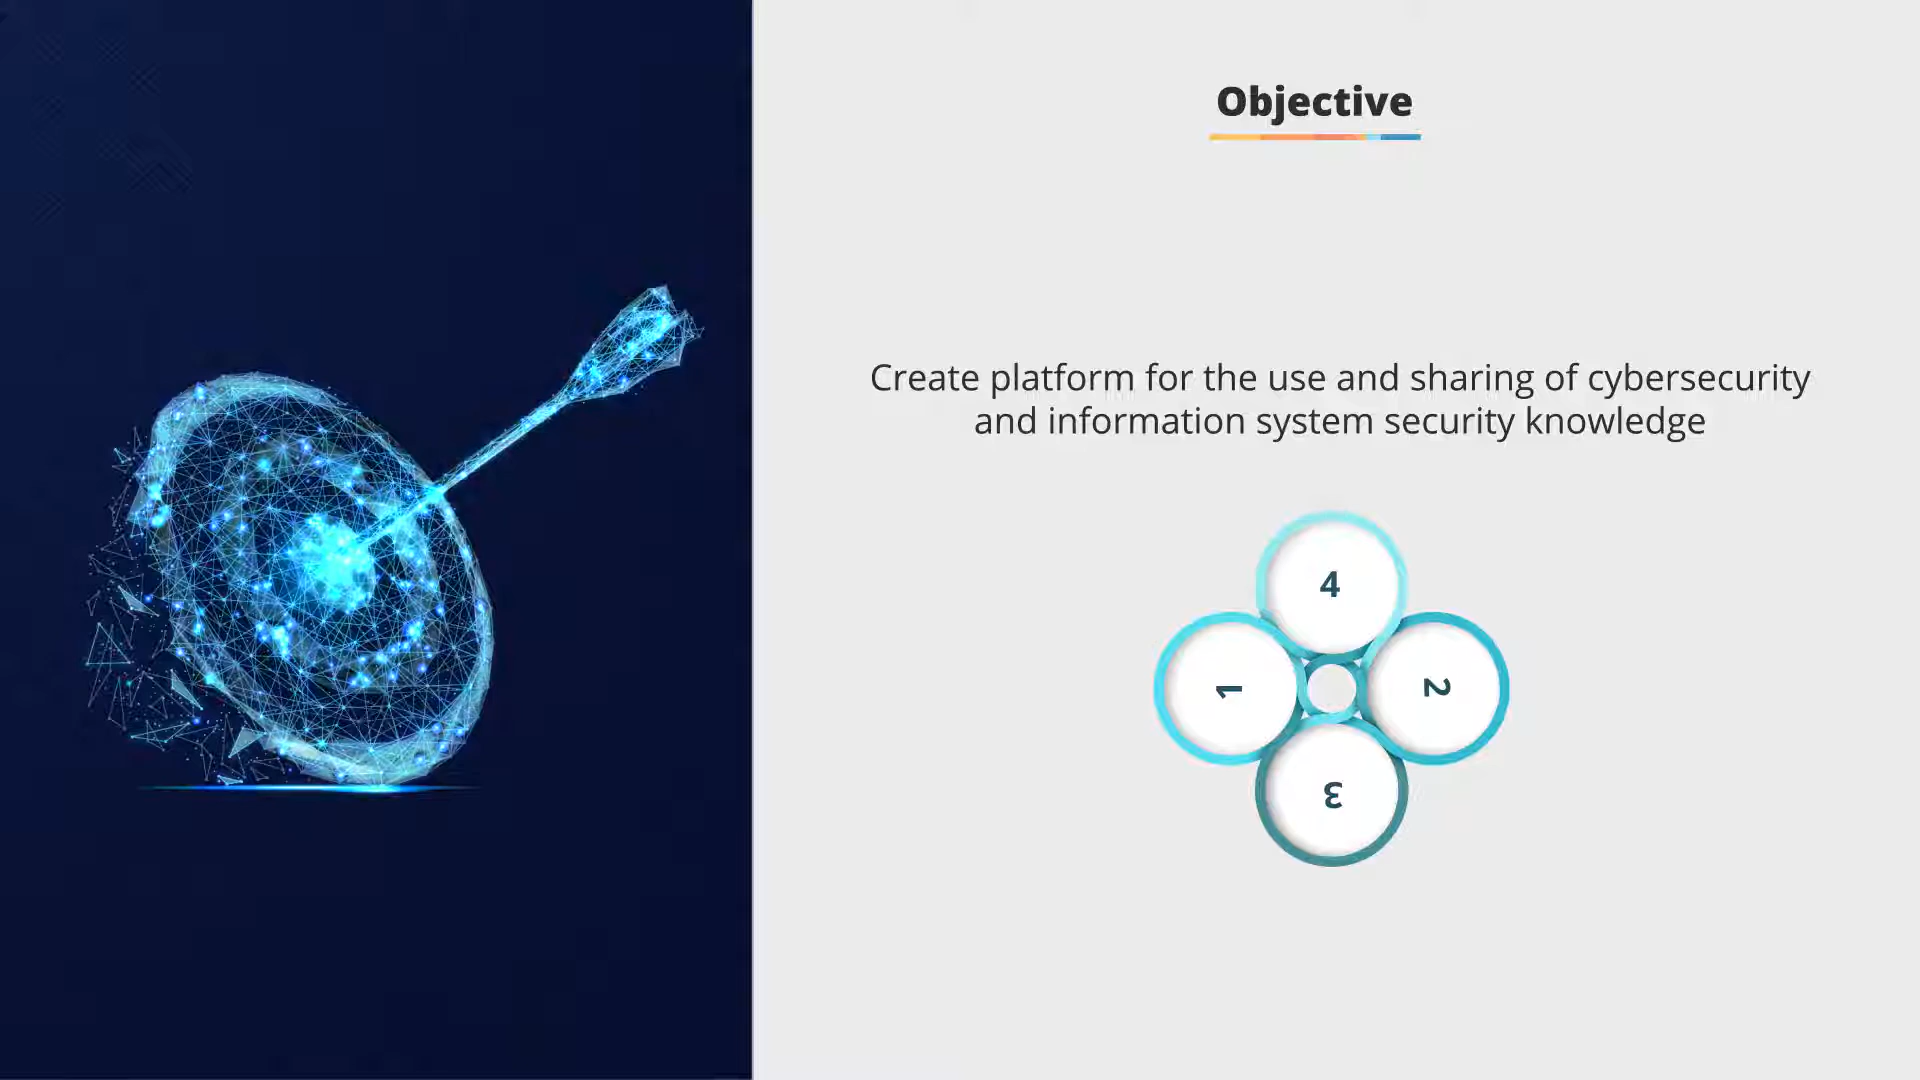 Objective
Create platform for the use and sharing of cybersecurity
and information system security knowledge
4
1
2
3